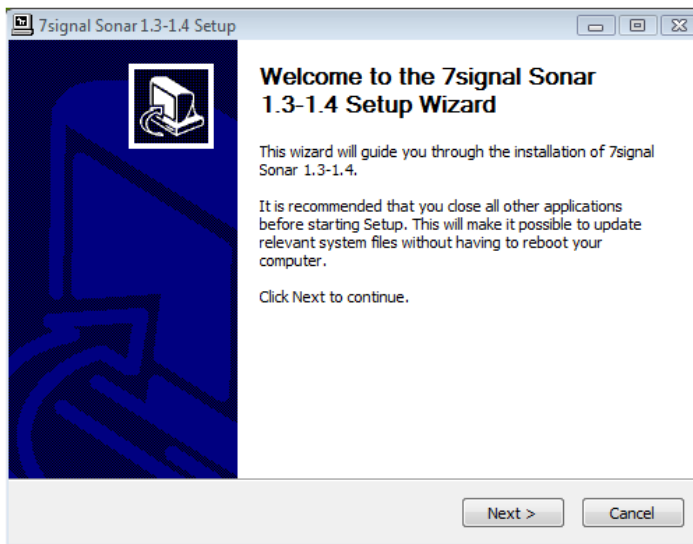 7signal Sonar 1.3-1.4 Setup
Welcome to the 7signal Sonar
1.3-1.4 Setup Wizard
This wizard will guide you through the installation of 7signal
Sonar 1.3-1.4.
It is recommended that you close all other applications
before starting Setup. This will make it possible to update
relevant system files without having to reboot your
computer.
Click Next to continue.
Next >
Cancel